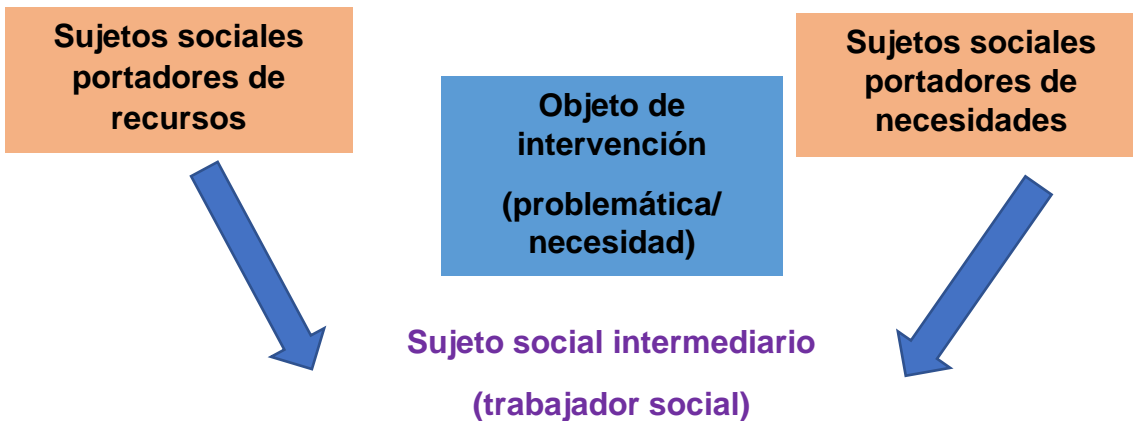 Sujetos sociales
portadores de
recursos
Objeto de
intervención
(problemática/
necesidad)
Sujetos sociales
portadores de
necesidades
Sujeto social intermediario
(trabajador social)